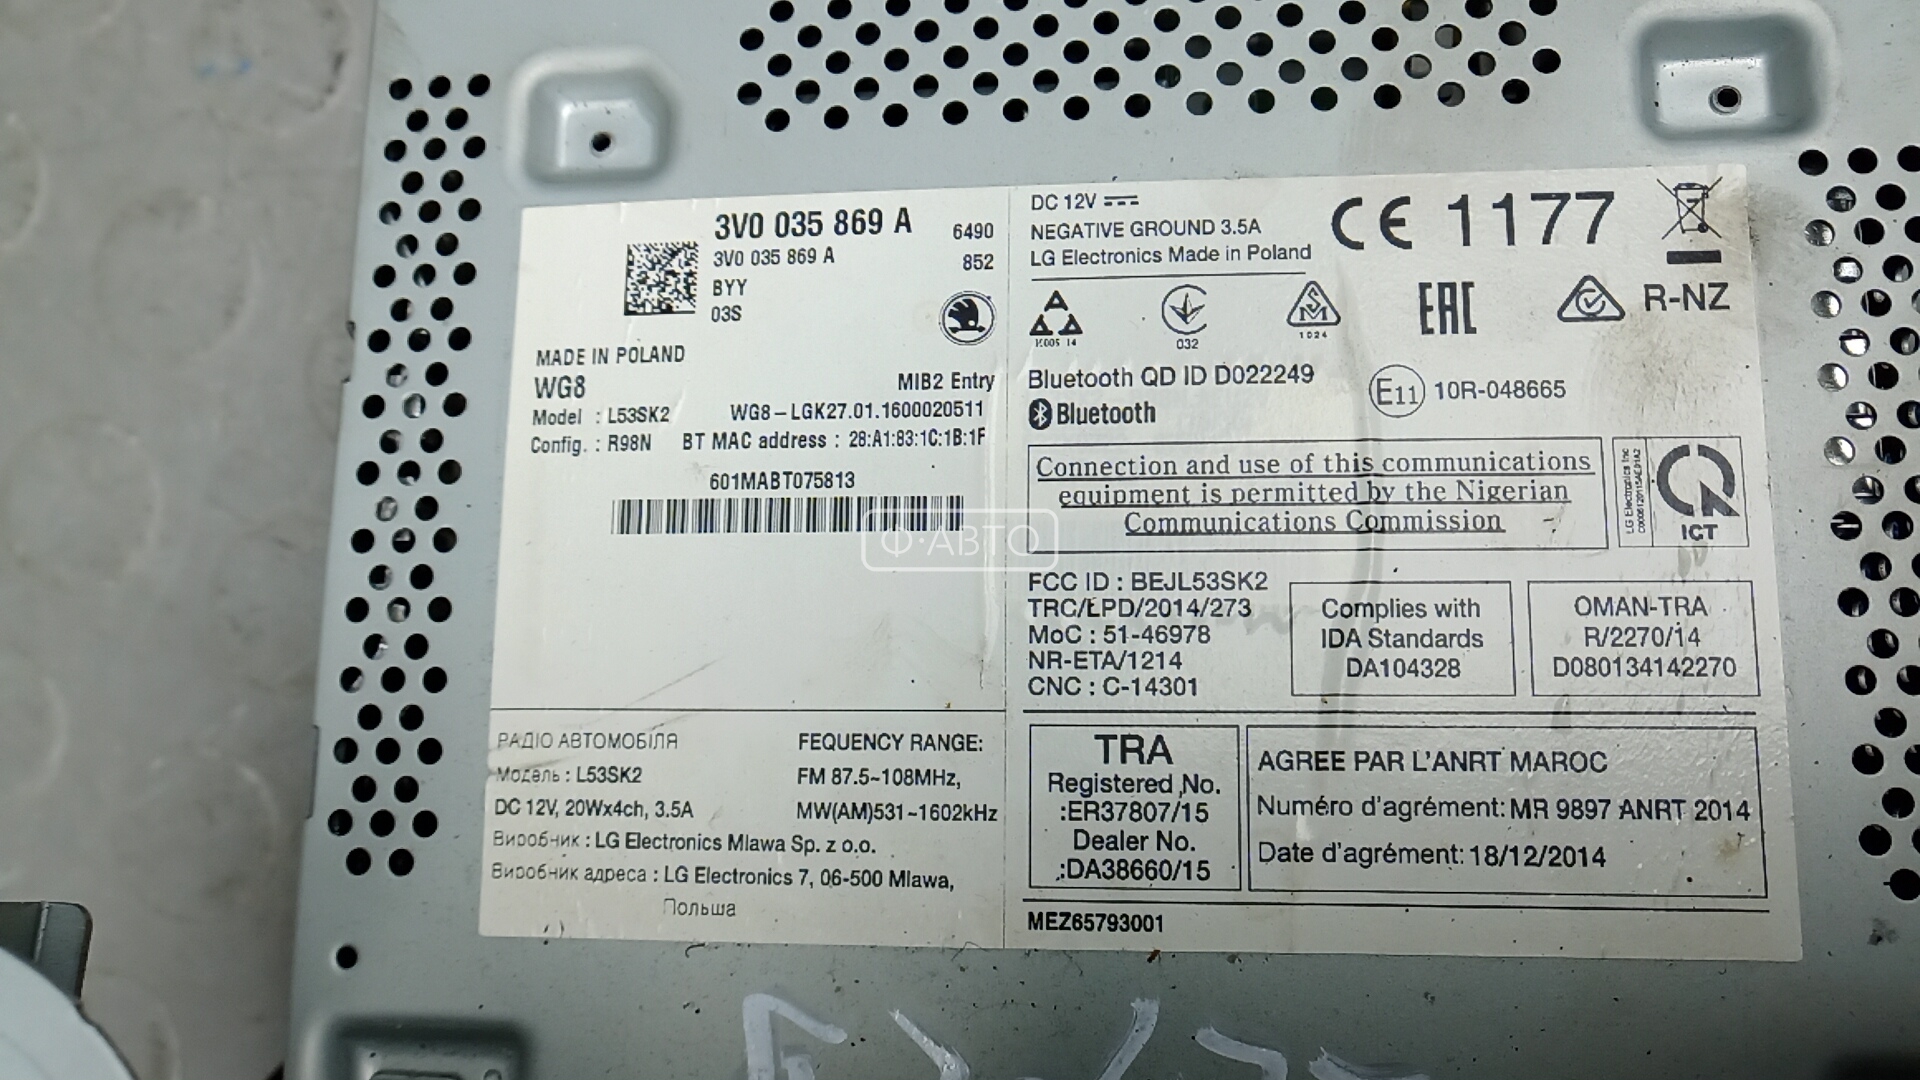 3V0 035 869 A
6490
3V0 035 869 A
852
BYY
03S
MADE IN POLAND
WG8
MIB2 Entry
Model : L53SK2
WG8-LGK27.01.1600020511
Config. : R98N
BT MAC address : 28:A1:83:1C:1B:1F
601MABT075813
РАДІО АВТОМОБІЛЯ
FEQUENCY RANGE:
Модель : L53SK2
FM 87.5~108MHz,
DC 12V, 20Wx4ch, 3.5A
MW(AM)531~1602kHz
Виробник : LG Electronics Mlawa Sp. z o.o.
Виробник адреса : LG Electronics 7, 06-500 Mlawa,
Польша
DC 12V
NEGATIVE GROUND 3.5A
LG Electronics Made in Poland
CE 1177
032
1024
EAC
R-NZ
Bluetooth QD ID D022249
Bluetooth
E11 10R-048665
Connection and use of this communications
equipment is permitted by the Nigerian
Communications Commission
LG Electronics Inc
ICT
FCC ID : BEJL53SK2
TRC/LPD/2014/273
MoC : 51-46978
NR-ETA/1214
CNC : C-14301
Complies with
IDA Standards
DA104328
OMAN-TRA
R/2270/14
D080134142270
TRA
Registered No.
:ER37807/15
Dealer No.
:DA38660/15
AGREE PAR L'ANRT MAROC
Numéro d'agrément: MR 9897 ANRT 2014
Date d'agrément: 18/12/2014
MEZ65793001
Ф·АВТО